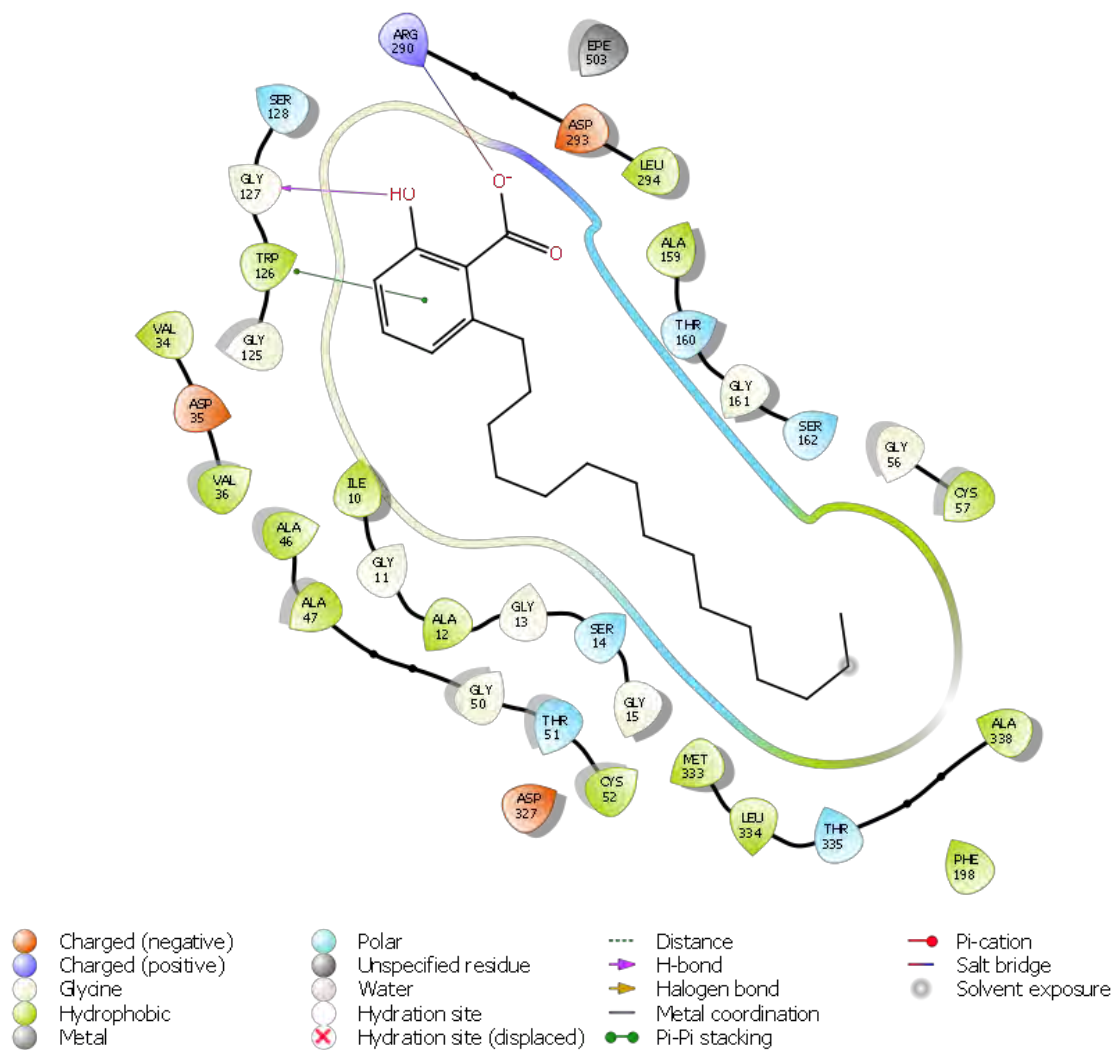 ARG
290
EPE
503
SER
128
ASP
293
LEU
294
GLY
127
HO
O-
O
TRP
126
ALA
159
GLY
125
VAL
34
THR
160
ASP
35
GLY
161
SER
162
GLY
56
CYS
57
VAL
36
ILE
10
ALA
46
GLY
11
ALA
47
ALA
12
GLY
13
SER
14
GLY
50
GLY
15
THR
51
CYS
52
ASP
327
MET
333
LEU
334
THR
335
ALA
338
PHE
198
Charged (negative)
Charged (positive)
Glycine
Hydrophobic
Metal
Polar
Unspecified residue
Water
Hydration site
Hydration site (displaced)
Distance
H-bond
Halogen bond
Metal coordination
Pi-Pi stacking
Pi-cation
Salt bridge
Solvent exposure